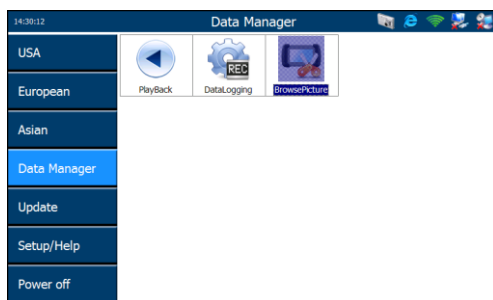 14:30:12
Data Manager
USA
European
Asian
Data Manager
Update
Setup/Help
Power off
REC
PlayBack
DataLogging
BrowsePicture